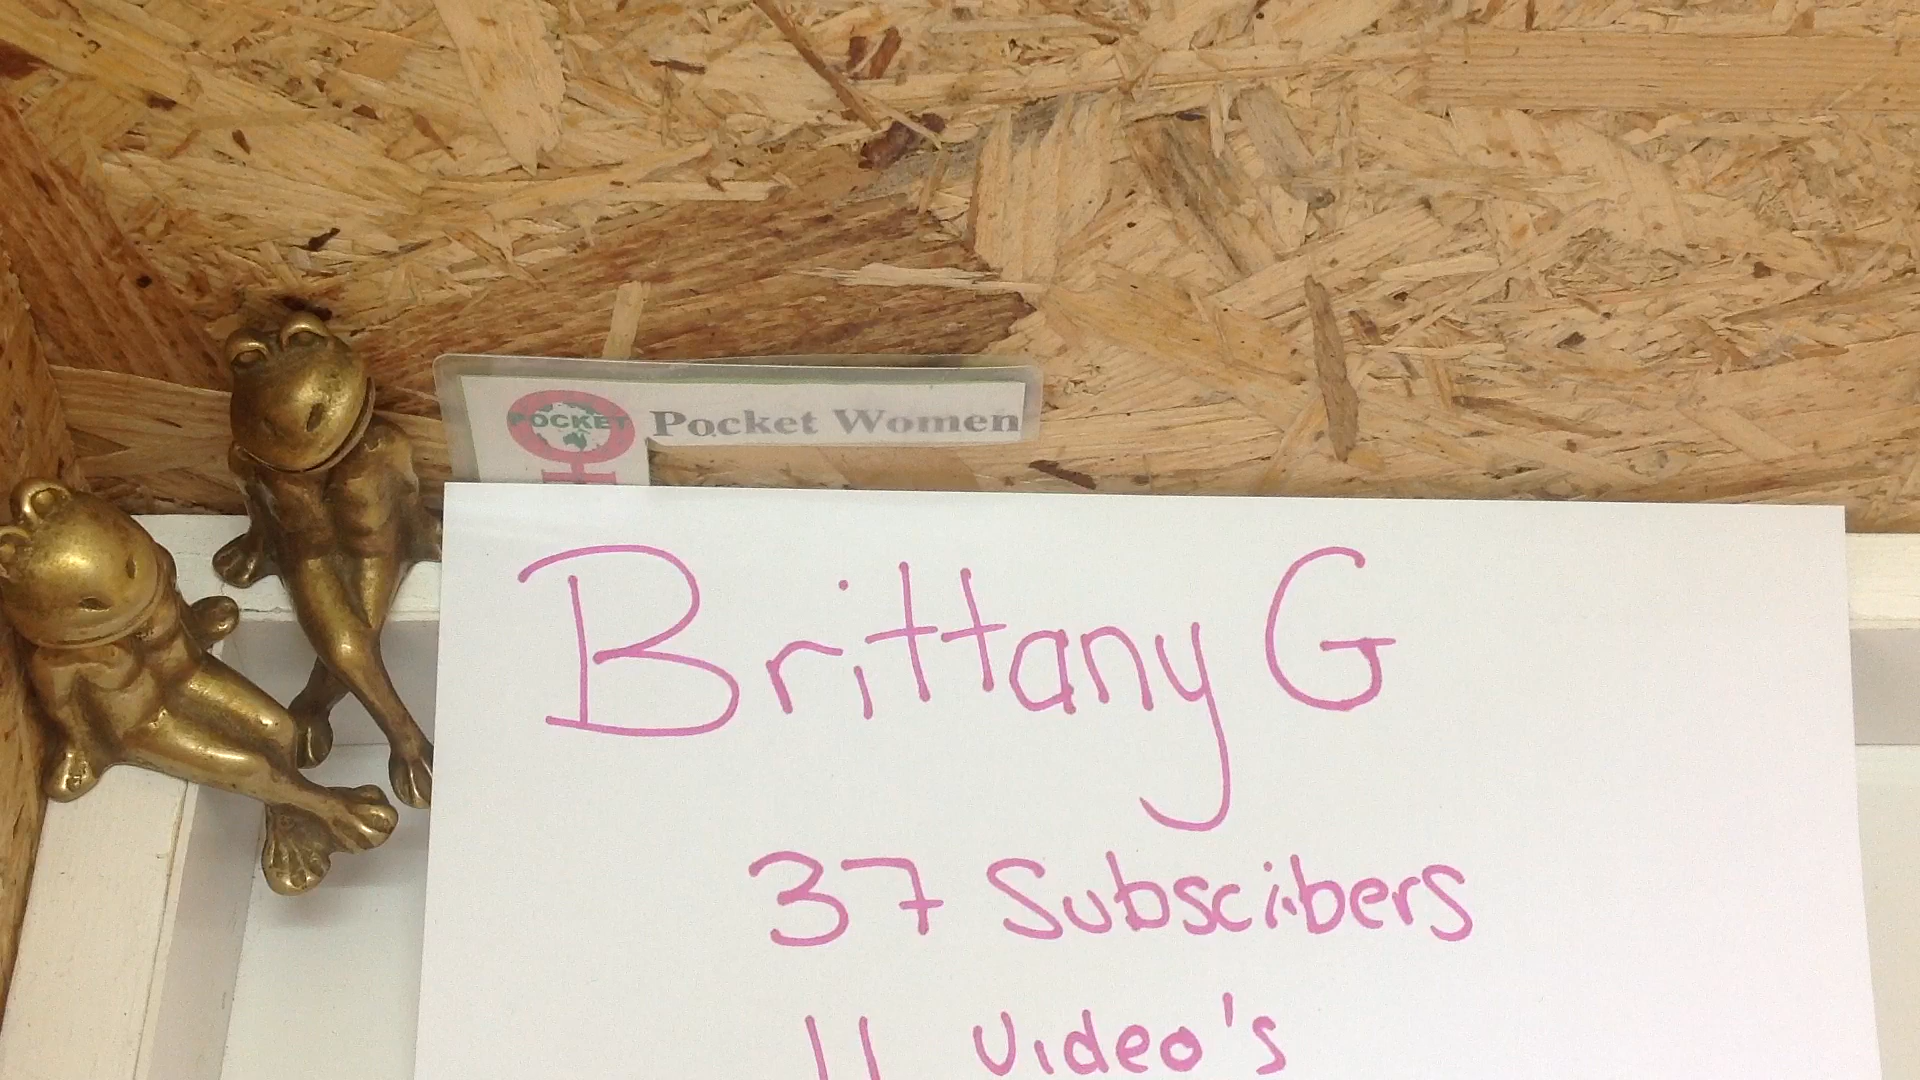 POCKET
Pocket Women
Brittany G
37 Subscibers
11 Video's